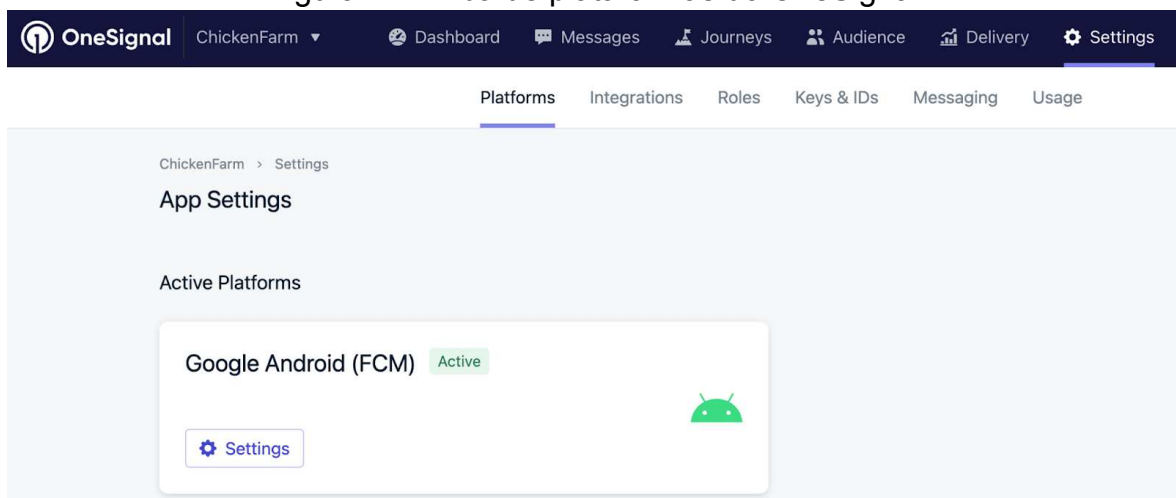 OneSignal ChickenFarm ▼ Dashboard Messages Journeys Audience Delivery Settings
Platforms Integrations Roles Keys & IDs Messaging Usage
ChickenFarm > Settings
App Settings
Active Platforms
Google Android (FCM) Active
Settings